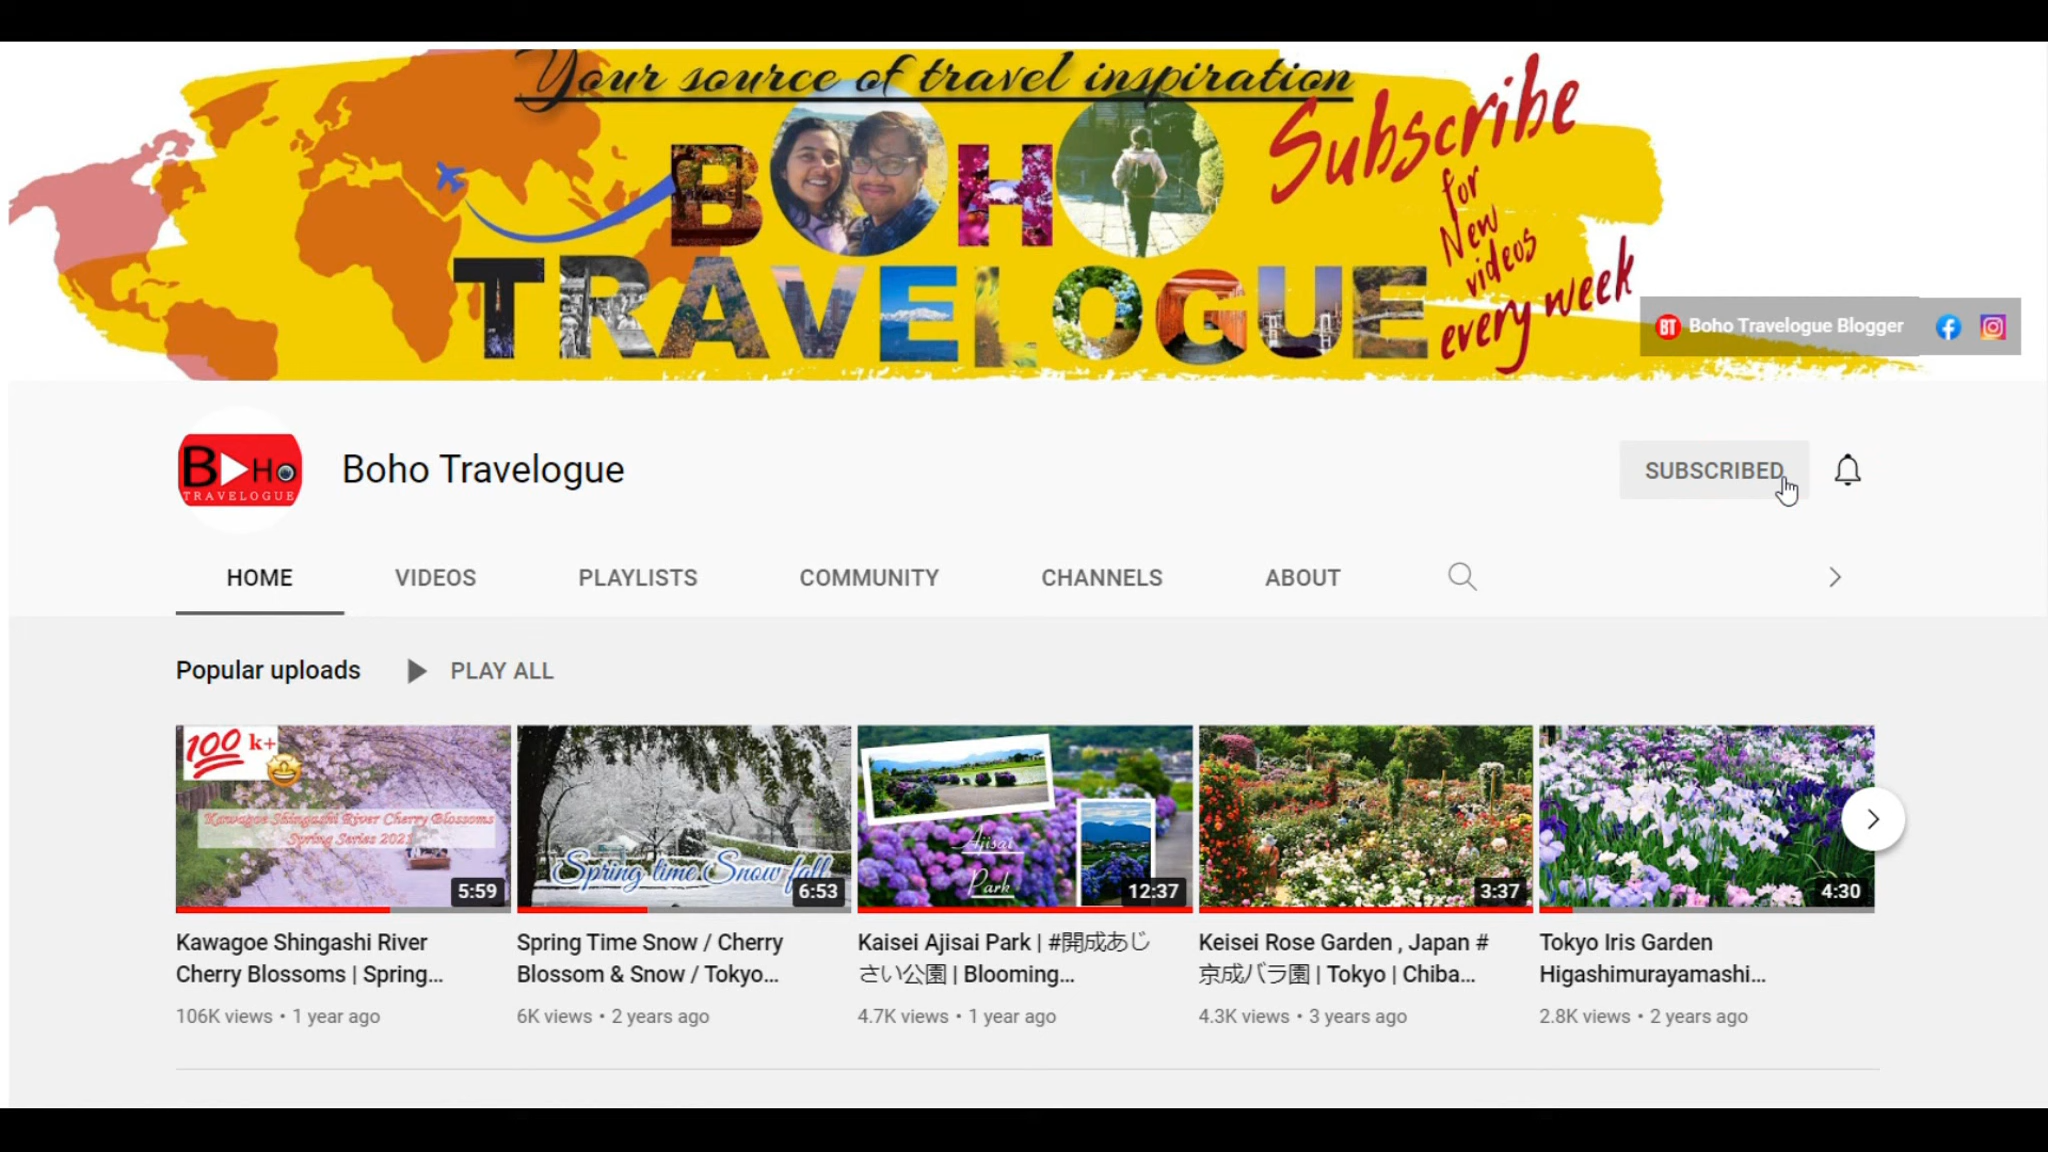 Your source of travel inspiration
BOHO
TRAVELOGUE
Subscribe
for
New
videos
every week
BT Boho Travelogue Blogger
BHo
TRAVELOGUE
Boho Travelogue
SUBSCRIBED
HOME VIDEOS PLAYLISTS COMMUNITY CHANNELS ABOUT
Popular uploads PLAY ALL
100 k+
Kawagoe Shingashi River Cherry Blossoms
Spring Series 2021
5:59
Spring time Snow fall
6:53
Ajisai
Park
12:37
3:37
4:30
Kawagoe Shingashi River
Cherry Blossoms | Spring...
106K views • 1 year ago
Spring Time Snow / Cherry
Blossom & Snow / Tokyo...
6K views • 2 years ago
Kaisei Ajisai Park | #開成あじ
さい公園 | Blooming...
4.7K views • 1 year ago
Keisei Rose Garden , Japan #
京成バラ園 | Tokyo | Chiba...
4.3K views • 3 years ago
Tokyo Iris Garden
Higashimurayamashi...
2.8K views • 2 years ago